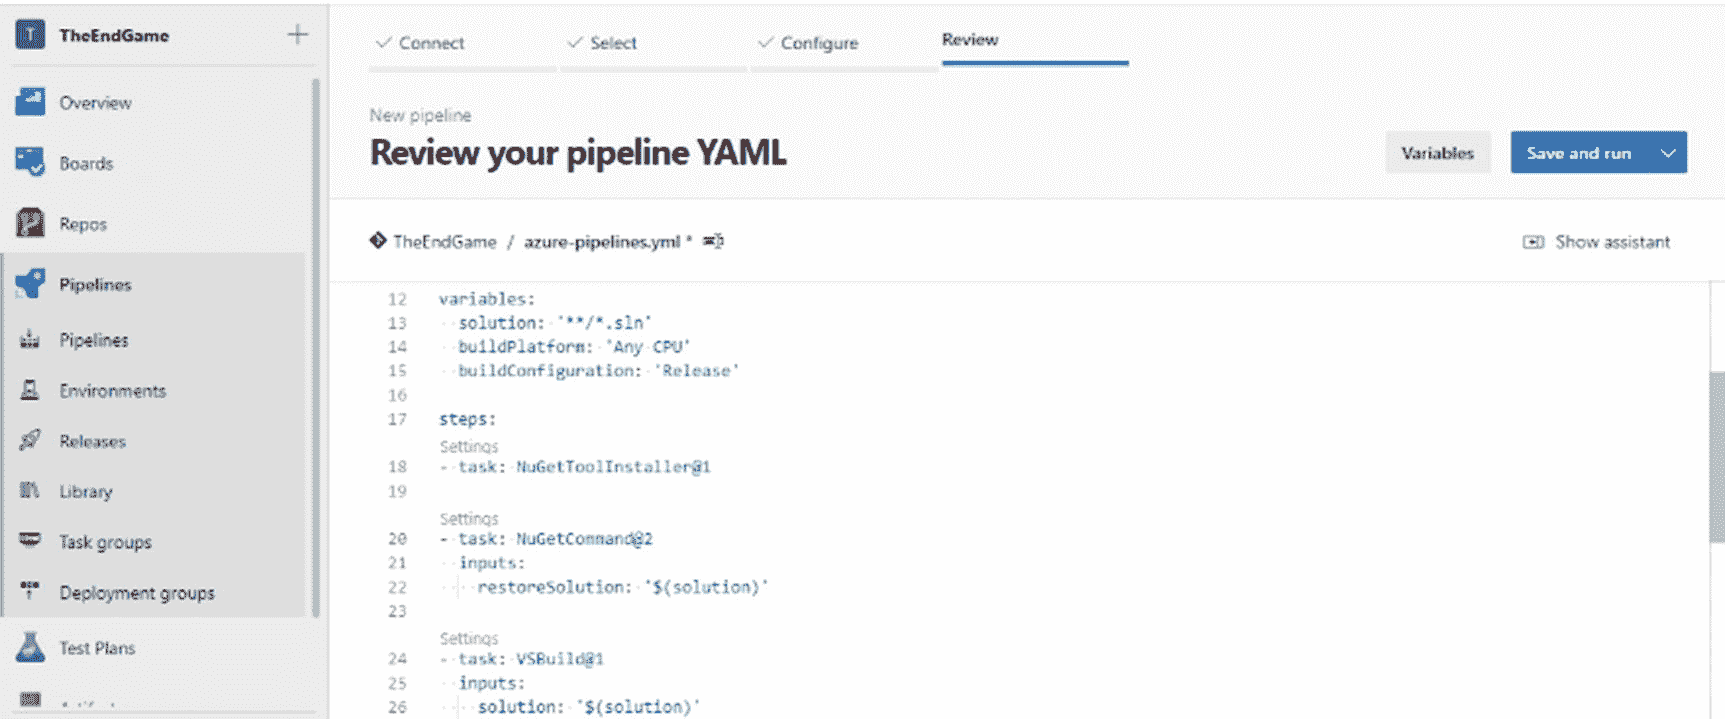 TheEndGame
Overview
Boards
Repos
Pipelines
Pipelines
Environments
Releases
Library
Task groups
Deployment groups
Test Plans
Connect
Select
Configure
Review
New pipeline
Review your pipeline YAML
Variables
Save and run
TheEndGame / azure-pipelines.yml *
Show assistant
12 variables:
13 solution: '**/*.sln'
14 buildPlatform: 'Any CPU'
15 buildConfiguration: 'Release'
16
17 steps:
Settings
18 - task: NuGetToolInstaller@1
19
Settings
20 - task: NuGetCommand@2
21 inputs:
22 restoreSolution: '$(solution)'
23
Settings
24 - task: VSBuild@1
25 inputs:
26 solution: '$(solution)'